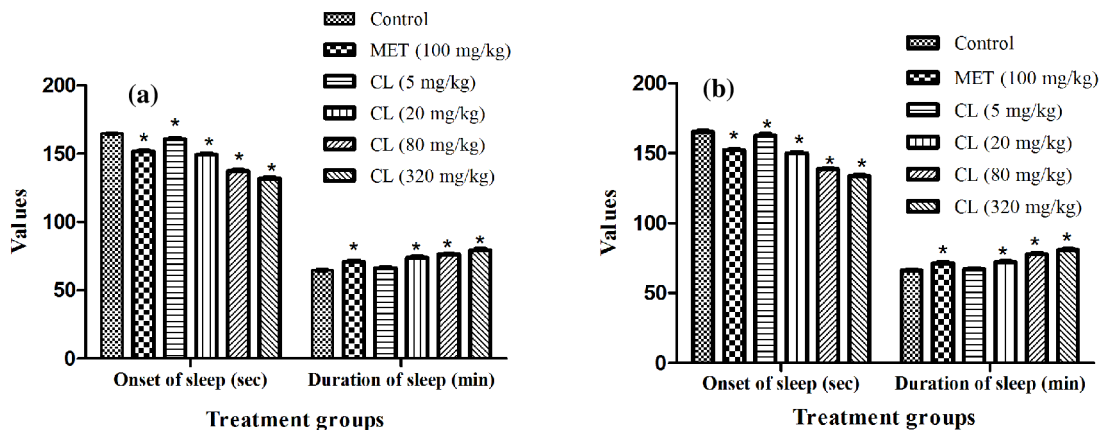 Control
MET (100 mg/kg)
CL (5 mg/kg)
CL (20 mg/kg)
CL (80 mg/kg)
CL (320 mg/kg)
(a)
200
150
100
50
0
Values
* * * * *
* * * *
Onset of sleep (sec) Duration of sleep (min)
Treatment groups
Control
MET (100 mg/kg)
CL (5 mg/kg)
CL (20 mg/kg)
CL (80 mg/kg)
CL (320 mg/kg)
(b)
200
150
100
50
0
Values
* * * * *
* * * *
Onset of sleep (sec) Duration of sleep (min)
Treatment groups